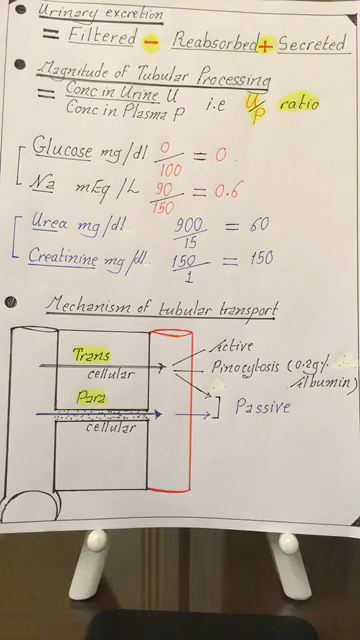 Urinary excretion
= Filtered - Reabsorbed + Secreted
Magnitude of Tubular Processing
= Conc in Urine U / Conc in Plasma P i.e U/P ratio
Glucose mg/dl 0/100 = 0.
Na mEq/L 90/150 = 0.6
Urea mg/dl. 900/15 = 60
Creatinine mg/dl. 150/1 = 150
Mechanism of tubular transport
Trans
cellular
Active
Pinocytosis (0.2g%
Albumin)
Para
cellular
Passive